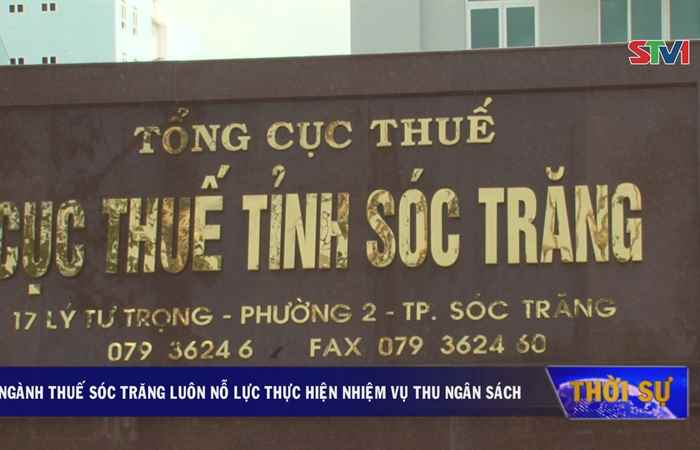 STV1
TỔNG CỤC THUẾ
CỤC THUẾ TỈNH SÓC TRĂNG
17 LÝ TỰ TRỌNG - PHƯỜNG 2 - TP. SÓC TRĂNG
079 3624 6 FAX 079 3624 60
NGÀNH THUẾ SÓC TRĂNG LUÔN NỖ LỰC THỰC HIỆN NHIỆM VỤ THU NGÂN SÁCH
THỜI SỰ